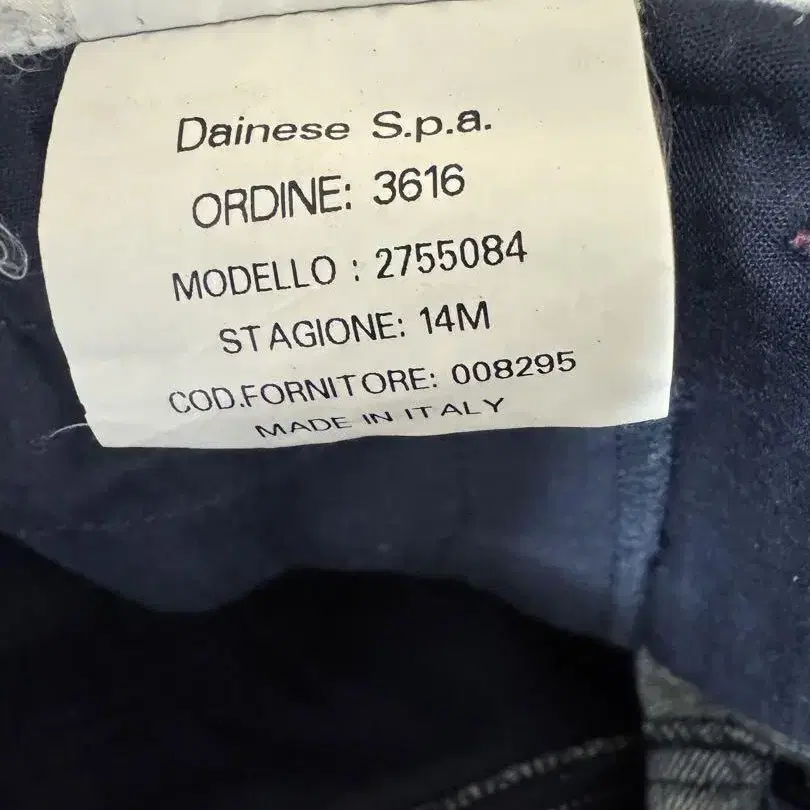 Dainese S.p.a.
ORDINE: 3616
MODELLO : 2755084
STAGIONE: 14M
COD.FORNITORE: 008295
MADE IN ITALY